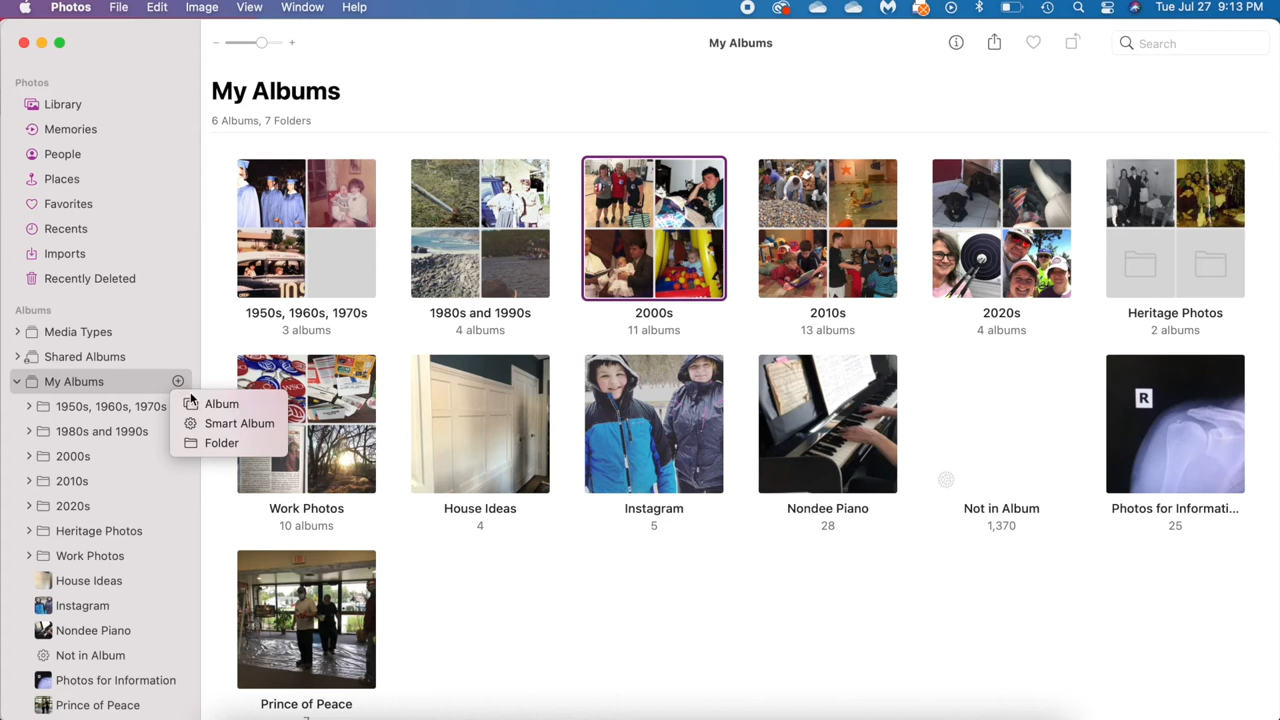 Photos File Edit Image View Window Help Tue Jul 27 9:13 PM
My Albums
Search
Photos
Library
Memories
People
Places
Favorites
Recents
Imports
Recently Deleted
Albums
Media Types
Shared Albums
My Albums
1950s, 1960s, 1970s
1980s and 1990s
2000s
2010s
2020s
Heritage Photos
Work Photos
House Ideas
Instagram
Nondee Piano
Not in Album
Photos for Information
Prince of Peace
Album
Smart Album
Folder
My Albums
6 Albums, 7 Folders
1950s, 1960s, 1970s
3 albums
1980s and 1990s
4 albums
2000s
11 albums
2010s
13 albums
2020s
4 albums
Heritage Photos
2 albums
Work Photos
10 albums
House Ideas
4
Instagram
5
Nondee Piano
28
Not in Album
1,370
R
Photos for Informati...
25
Prince of Peace